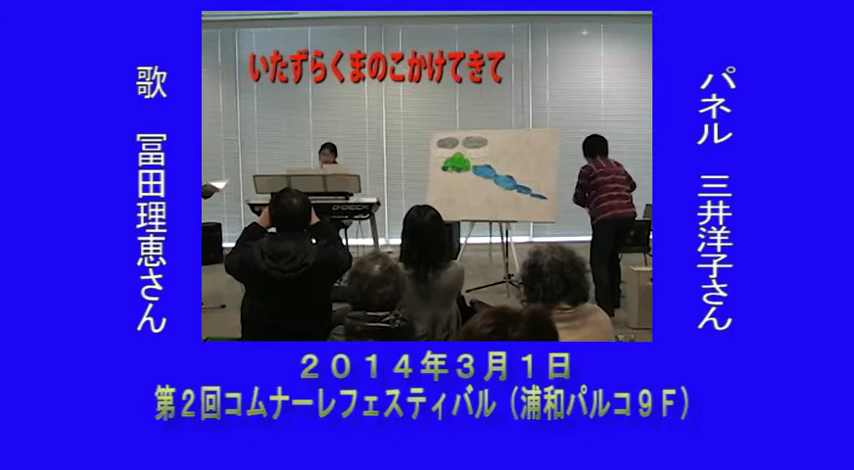 いたずらくまのこかけてきて
パネル 三井洋子さん
歌 冨田理恵さん
D-DECK
2014年3月1日
第2回コムナーレフェスティバル（浦和パルコ9F）